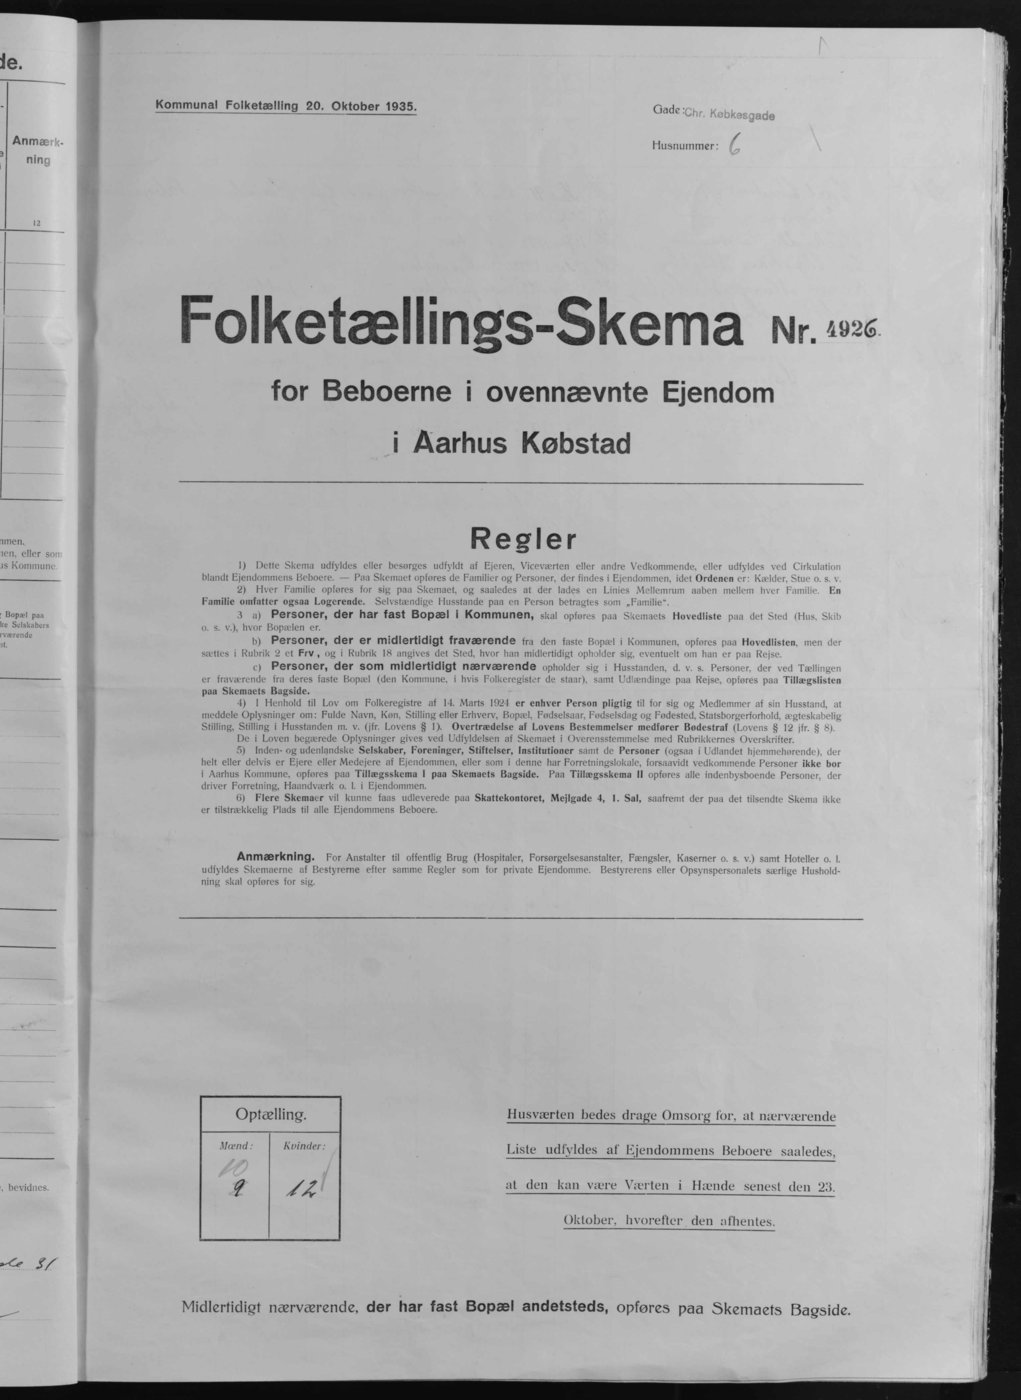 de.
Anmærk-
ning
12
mmen.
nen, eller som
us Kommune.
Bopæl paa
ke Selskabers
rværende
st.
, bevidnes.
31
Kommunal Folketælling 20. Oktober 1935.
Gade: Chr. Købkesgade
Husnummer: 6
Folketællings-Skema Nr. 4926.
for Beboerne i ovennævnte Ejendom
i Aarhus Købstad
Regler
1) Dette Skema udfyldes eller besørges udfyldt af Ejeren, Viceværten eller andre Vedkommende, eller udfyldes ved Cirkulation
blandt Ejendommens Beboere. — Paa Skemaet opføres de Familier og Personer, der findes i Ejendommen, idet Ordenen er: Kælder, Stue o. s. v.
2) Hver Familie opføres for sig paa Skemaet, og saaledes at der lades en Linies Mellemrum aaben mellem hver Familie. En
Familie omfatter ogsaa Logerende. Selvstændige Husstande paa en Person betragtes som „Familie“.
3 a) Personer, der har fast Bopæl i Kommunen, skal opføres paa Skemaets Hovedliste paa det Sted (Hus, Skib
o. s. v.), hvor Bopælen er.
b) Personer, der er midlertidigt fraværende fra den faste Bopæl i Kommunen, opføres paa Hovedlisten, men der
sættes i Rubrik 2 et Frv., og i Rubrik 18 angives det Sted, hvor han midlertidigt opholder sig, eventuelt om han er paa Rejse.
c) Personer, der som midlertidigt nærværende opholder sig i Husstanden, d. v. s. Personer, der ved Tællingen
er fraværende fra deres faste Bopæl (den Kommune, i hvis Folkeregister de staar), samt Udlændinge paa Rejse, opføres paa Tillægslisten
paa Skemaets Bagside.
4) I Henhold til Lov om Folkeregistre af 14. Marts 1924 er enhver Person pligtig til for sig og Medlemmer af sin Husstand, at
meddele Oplysninger om: Fulde Navn, Køn, Stilling eller Erhverv, Bopæl, Fødselsaar, Fødselsdag og Fødested, Statsborgerforhold, ægteskabelig
Stilling, Stilling i Husstanden m. v. (jfr. Lovens § 1). Overtrædelse af Lovens Bestemmelser medfører Bødestraf (Lovens § 12 jfr. § 8).
De i Loven begærede Oplysninger gives ved Udfyldelsen af Skemaet i Overensstemmelse med Rubrikkernes Overskrifter.
5) Inden- og udenlandske Selskaber, Foreninger, Stiftelser, Institutioner samt de Personer (ogsaa i Udlandet hjemmehørende), der
helt eller delvis er Ejere eller Medejere af Ejendommen, eller som i denne har Forretningslokale, forsaavidt vedkommende Personer ikke bor
i Aarhus Kommune, opføres paa Tillægsskema I paa Skemaets Bagside. Paa Tillægsskema II opføres alle indenbysboende Personer, der
driver Forretning, Haandværk o. l. i Ejendommen.
6) Flere Skemaer vil kunne faas udleverede paa Skattekontoret, Mejlgade 4, 1. Sal, saafremt der paa det tilsendte Skema ikke
er tilstrækkelig Plads til alle Ejendommens Beboere.
Anmærkning. For Anstalter til offentlig Brug (Hospitaler, Forsørgelsesanstalter, Fængsler, Kaserner o. s. v.) samt Hoteller o. l.
udfyldes Skemaerne af Bestyrerne efter samme Regler som for private Ejendomme. Bestyrerens eller Opsynspersonalets særlige Hushold-
ning skal opføres for sig.
Optælling.
Mænd: Kvinder:
10
9 12
Husværten bedes drage Omsorg for, at nærværende
Liste udfyldes af Ejendommens Beboere saaledes,
at den kan være Værten i Hænde senest den 23.
Oktober, hvorefter den afhentes.
Midlertidigt nærværende, der har fast Bopæl andetsteds, opføres paa Skemaets Bagside.